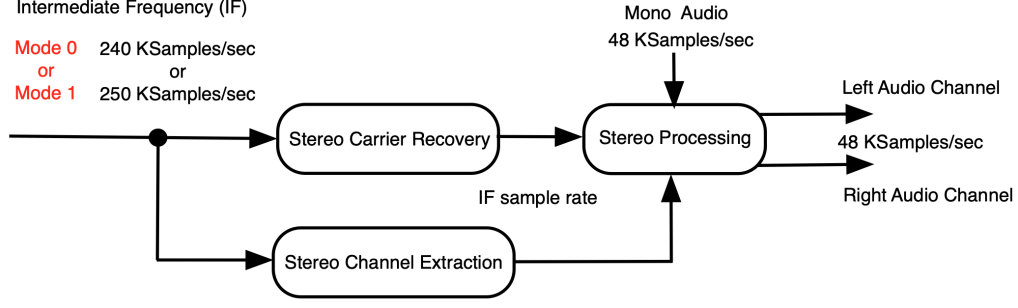 Intermediate Frequency (IF)
Mode 0 240 KSamples/sec
or or
Mode 1 250 KSamples/sec
Mono Audio
48 KSamples/sec
Left Audio Channel
Stereo Carrier Recovery
Stereo Processing
48 KSamples/sec
IF sample rate
Right Audio Channel
Stereo Channel Extraction